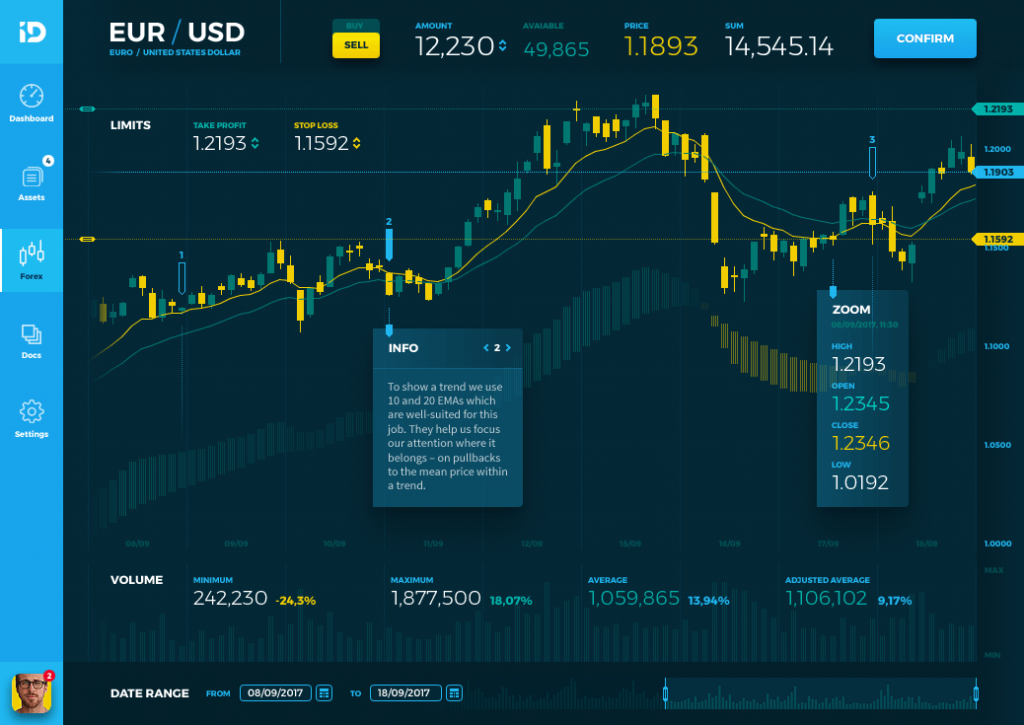 iD
EUR / USD
EURO / UNITED STATES DOLLAR
BUY
SELL
AMOUNT
12,230
AVAIABLE
49,865
PRICE
1.1893
SUM
14,545.14
CONFIRM
Dashboard
4
Assets
Forex
Docs
Settings
2
LIMITS
TAKE PROFIT
1.2193
STOP LOSS
1.1592
1
2
3
1.2193
1.2000
1.1903
1.1592
1.1500
1.1000
1.0500
1.0000
INFO
2
To show a trend we use
10 and 20 EMAs which
are well-suited for this
job. They help us focus
our attention where it
belongs – on pullbacks
to the mean price within
a trend.
ZOOM
08/09/2017, 11:30
HIGH
1.2193
OPEN
1.2345
CLOSE
1.2346
LOW
1.0192
08/09
09/09
10/09
11/09
12/09
15/09
16/09
17/09
18/09
VOLUME
MINIMUM
242,230 -24,3%
MAXIMUM
1,877,500 18,07%
AVERAGE
1,059,865 13,94%
ADJUSTED AVERAGE
1,106,102 9,17%
MAX
MIN
DATE RANGE
FROM
08/09/2017
TO
18/09/2017